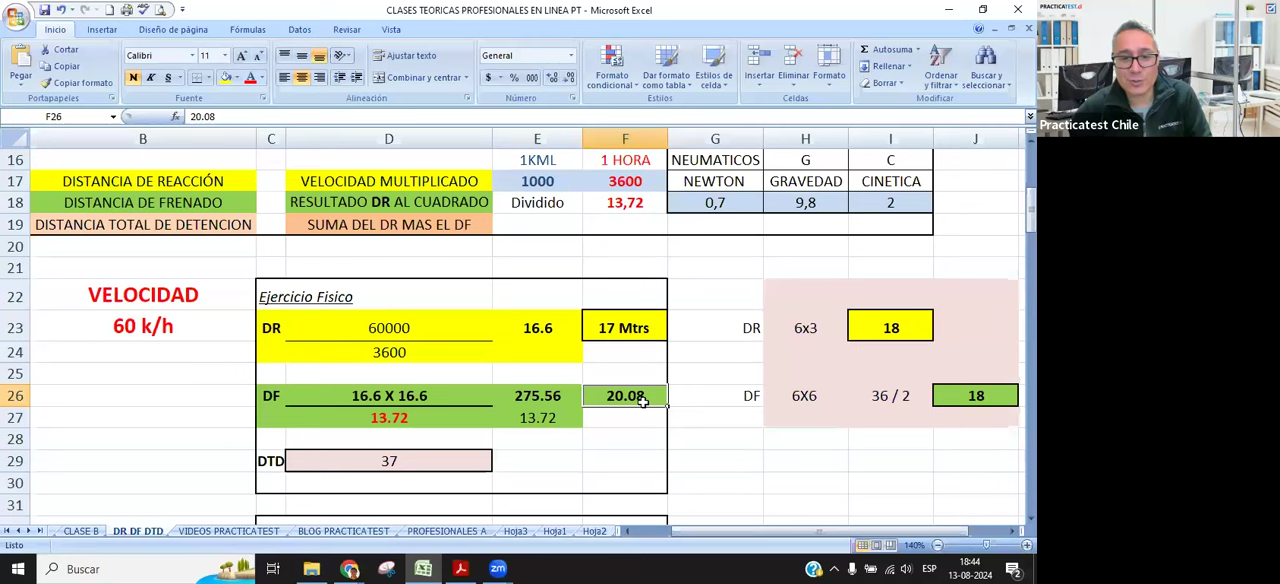 CLASES TEORICAS PROFESIONALES EN LINEA PT - Microsoft Excel
Inicio Insertar Diseño de página Fórmulas Datos Revisar Vista
Pegar
Cortar
Copiar
Copiar formato
Portapapeles
Calibri 11
N K S
Fuente
Ajustar texto
Combinar y centrar
Alineación
General
$ % 000
Número
Formato condicional
Dar formato como tabla
Estilos de celda
Estilos
Insertar Eliminar Formato
Celdas
Autosuma
Rellenar
Borrar
Ordenar y filtrar
Buscar y seleccionar
Modificar
PRACTICATEST.cl
Practicatest Chile
F26 fx 20.08
B C D E F G H I J
16 1KML 1 HORA NEUMATICOS G C
17 DISTANCIA DE REACCIÓN VELOCIDAD MULTIPLICADO 1000 3600 NEWTON GRAVEDAD CINETICA
18 DISTANCIA DE FRENADO RESULTADO DR AL CUADRADO Dividido 13,72 0,7 9,8 2
19 DISTANCIA TOTAL DE DETENCION SUMA DEL DR MAS EL DF
20
21
22 VELOCIDAD Ejercicio Fisico
23 60 k/h DR 60000 16.6 17 Mtrs DR 6x3 18
24 3600
25
26 DF 16.6 X 16.6 275.56 20.08 DF 6X6 36 / 2 18
27 13.72 13.72
28
29 DTD 37
30
31
CLASE B DR DF DTD VIDEOS PRACTICATEST BLOG PRACTICATEST PROFESIONALES A Hoja3 Hoja1 Hoja2
Listo 140%
Buscar ESP 18:44
13-08-2024 2